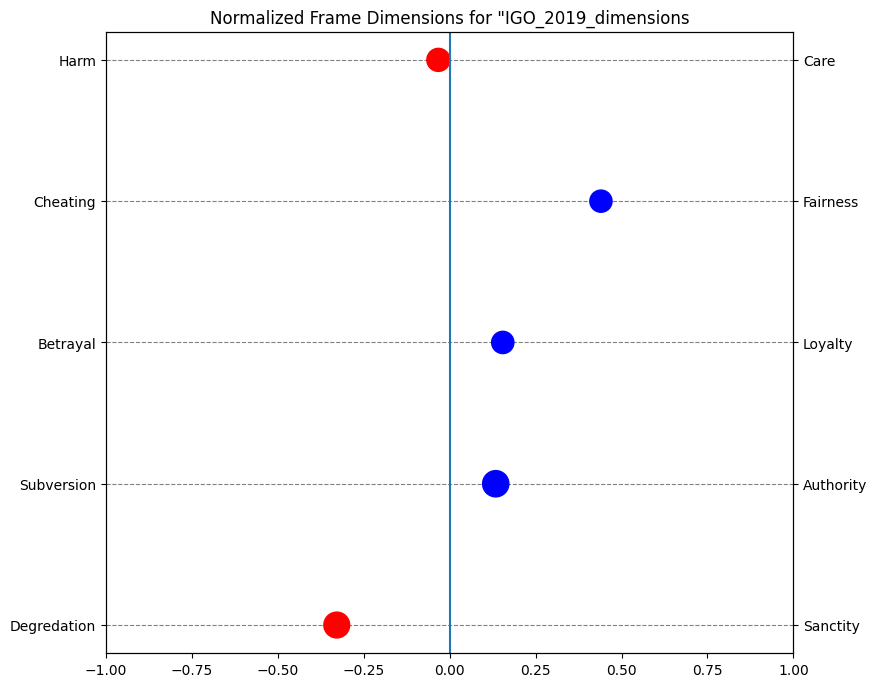 Normalized Frame Dimensions for "IGO_2019_dimensions
Harm Care
Cheating Fairness
Betrayal Loyalty
Subversion Authority
Degredation Sanctity
−1.00 −0.75 −0.50 −0.25 0.00 0.25 0.50 0.75 1.00